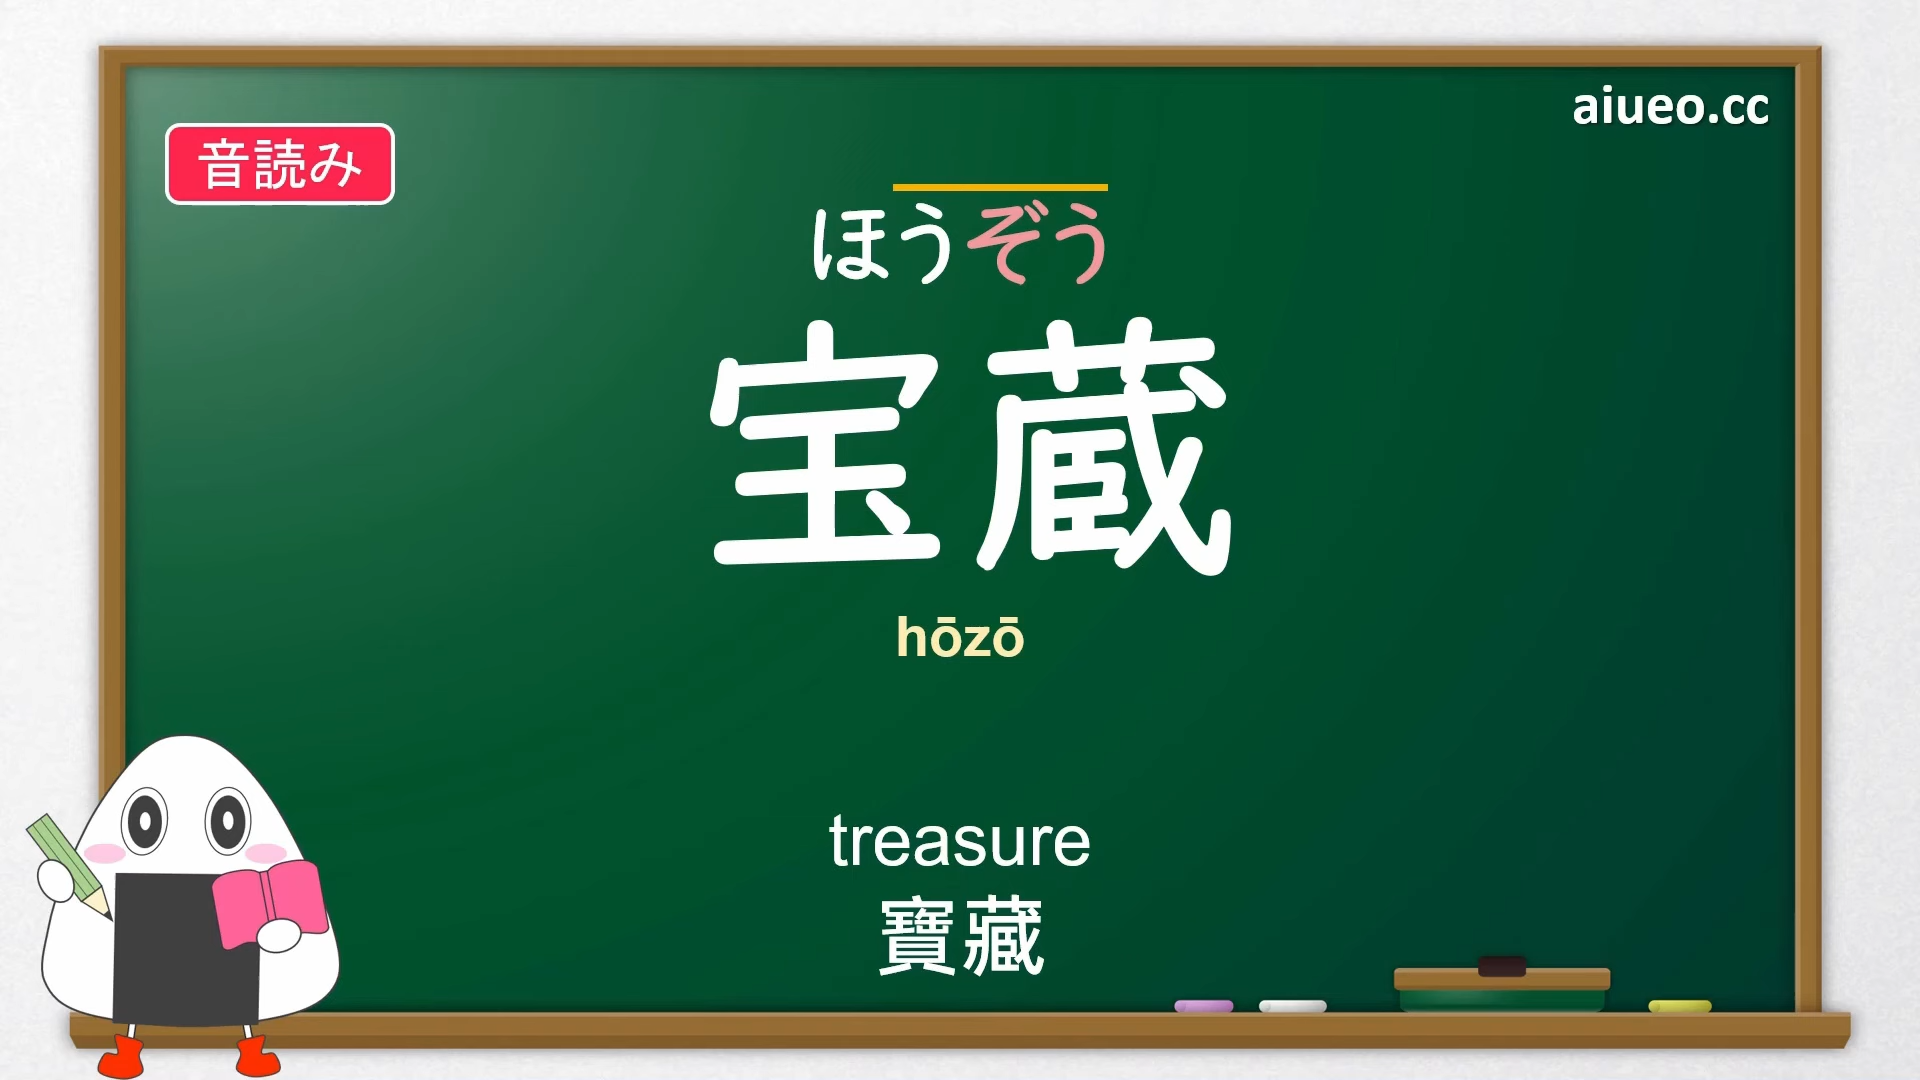 aiueo.cc
音読み
ほうぞう
宝蔵
hōzō
treasure
寶藏